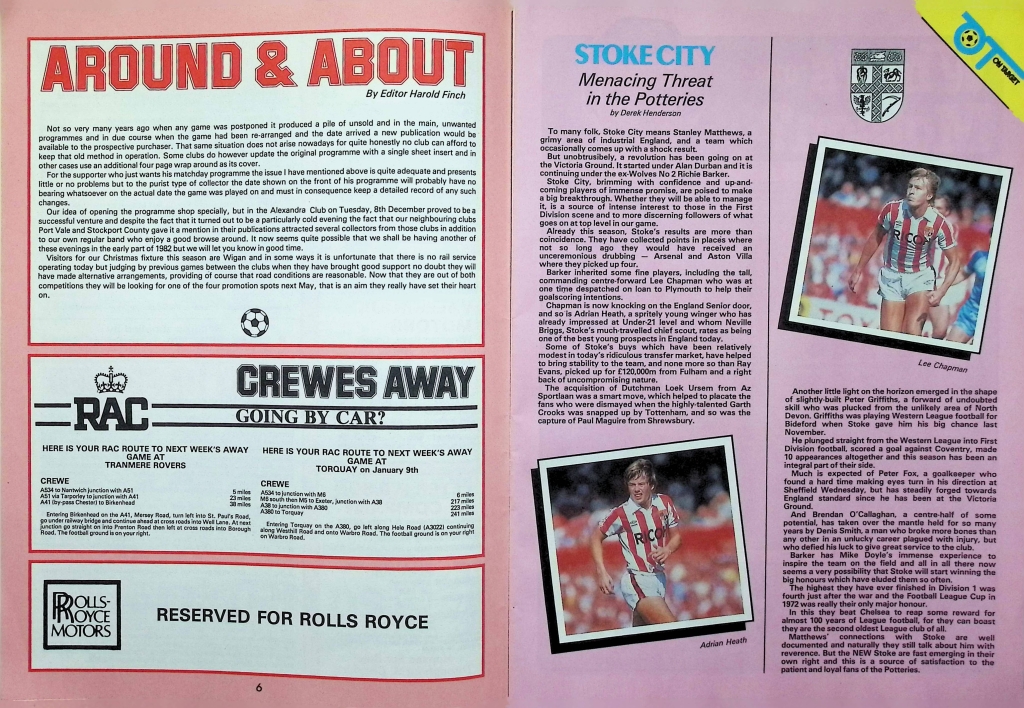 AROUND & ABOUT
By Editor Harold Finch
Not so very many years ago when any game was postponed it produced a pile of unsold and in the main, unwanted
programmes and in due course when the game had been re-arranged and the date arrived a new publication would be
available to the prospective purchaser. That same situation does not arise nowadays for quite honestly no club can afford to
keep that old method in operation. Some clubs do however update the original programme with a single sheet insert and in
other cases use an additional four page wrap around as its cover.
For the supporter who just wants his matchday programme the issue I have mentioned above is quite adequate and presents
little or no problems but to the purist type of collector the date shown on the front of his programme will probably have no
bearing whatsoever on the actual date the game was played on and must in consequence keep a detailed record of any such
changes.
Our idea of opening the programme shop specially, but in the Alexandra Club on Tuesday, 8th December proved to be a
successful venture and despite the fact that it turned out to be a particularly cold evening the fact that our neighbouring clubs
Port Vale and Stockport County gave it a mention in their publications attracted several collectors from those clubs in addition
to our own regular band who enjoy a good browse around. It now seems quite possible that we shall be having another of
these evenings in the early part of 1982 but we will let you know in good time.
Visitors for our Christmas fixture this season are Wigan and in some ways it is unfortunate that there is no rail service
operating today but judging by previous games between the clubs when they have brought good support no doubt they will
have made alternative arrangements, providing of course that road conditions are reasonable. Now that they are out of both
competitions they will be looking for one of the four promotion spots next May, that is an aim they really have set their heart
on.
RAC
CREWES AWAY
GOING BY CAR?
HERE IS YOUR RAC ROUTE TO NEXT WEEK'S AWAY
GAME AT
TRANMERE ROVERS
CREWE
A534 to Nantwich junction with A51 5 miles
A51 via Tarporley to junction with A41 23 miles
A41 (by-pass Chester) to Birkenhead 38 miles
Entering Birkenhead on the A41, Mersey Road, turn left into St. Paul's Road,
go under railway bridge and continue ahead at cross roads into Well Lane. At next
junction go straight on into Prenton Road then left at cross roads into Borough
Road. The football ground is on your right.
HERE IS YOUR RAC ROUTE TO NEXT WEEK'S AWAY
GAME AT
TORQUAY on January 9th
CREWE
A534 to junction with M6 6 miles
M6 south then M5 to Exeter, junction with A38 217 miles
A38 to junction with A380 223 miles
A380 to Torquay 241 miles
Entering Torquay on the A380, go left along Hele Road (A3022) continuing
along Westhill Road and onto Warbro Road. The football ground is on your right
on Warbro Road.
RR
ROLLS-
ROYCE
MOTORS
RESERVED FOR ROLLS ROYCE
6
STOKE CITY
Menacing Threat
in the Potteries
by Derek Henderson
To many folk, Stoke City means Stanley Matthews, a
grimy area of industrial England, and a team which
occasionally comes up with a shock result.
But unobtrusively, a revolution has been going on at
the Victoria Ground. It started under Alan Durban and it is
continuing under the ex-Wolves No 2 Richie Barker.
Stoke City, brimming with confidence and up-and-
coming players of immense promise, are poised to make
a big breakthrough. Whether they will be able to manage
it, is a source of intense interest to those in the First
Division scene and to more discerning followers of what
goes on at top level in our game.
Already this season, Stoke's results are more than
coincidence. They have collected points in places where
not so long ago they would have received an
unceremonious drubbing — Arsenal and Aston Villa
where they picked up four.
Barker inherited some fine players, including the tall,
commanding centre-forward Lee Chapman who was at
one time despatched on loan to Plymouth to help their
goalscoring intentions.
Chapman is now knocking on the England Senior door,
and so is Adrian Heath, a spritely young winger who has
already impressed at Under-21 level and whom Neville
Briggs, Stoke's much-travelled chief scout, rates as being
one of the best young prospects in England today.
Some of Stoke's buys which have been relatively
modest in today's ridiculous transfer market, have helped
to bring stability to the team, and none more so than Ray
Evans, picked up for £120,000m from Fulham and a right
back of uncompromising nature.
The acquisition of Dutchman Loek Ursem from Az
Sportlaan was a smart move, which helped to placate the
fans who were dismayed when the highly-talented Garth
Crooks was snapped up by Tottenham, and so was the
capture of Paul Maguire from Shrewsbury.
RICOH
Adrian Heath
OT
ON TARGET
RICOH
Lee Chapman
Another little light on the horizon emerged in the shape
of slightly-built Peter Griffiths, a forward of undoubted
skill who was plucked from the unlikely area of North
Devon. Griffiths was playing Western League football for
Bideford when Stoke gave him his big chance last
November.
He plunged straight from the Western League into First
Division football, scored a goal against Coventry, made
10 appearances altogether and this season has been an
integral part of their side.
Much is expected of Peter Fox, a goalkeeper who
found a hard time making eyes turn in his direction at
Sheffield Wednesday, but has steadily forged towards
England standard since he has been at the Victoria
Ground.
And Brendan O'Callaghan, a centre-half of some
potential, has taken over the mantle held for so many
years by Denis Smith, a man who broke more bones than
any other in an unlucky career plagued with injury, but
who defied his luck to give great service to the club.
Barker has Mike Doyle's immense experience to
inspire the team on the field and all in all there now
seems a very possibility that Stoke will start winning the
big honours which have eluded them so often.
The highest they have ever finished in Division 1 was
fourth just after the war and the Football League Cup in
1972 was really their only major honour.
In this they beat Chelsea to reap some reward for
almost 100 years of League football, for they can boast
they are the second oldest League club of all.
Matthews' connections with Stoke are well
documented and naturally they still talk about him with
reverence. But the NEW Stoke are fast emerging in their
own right and this is a source of satisfaction to the
patient and loyal fans of the Potteries.